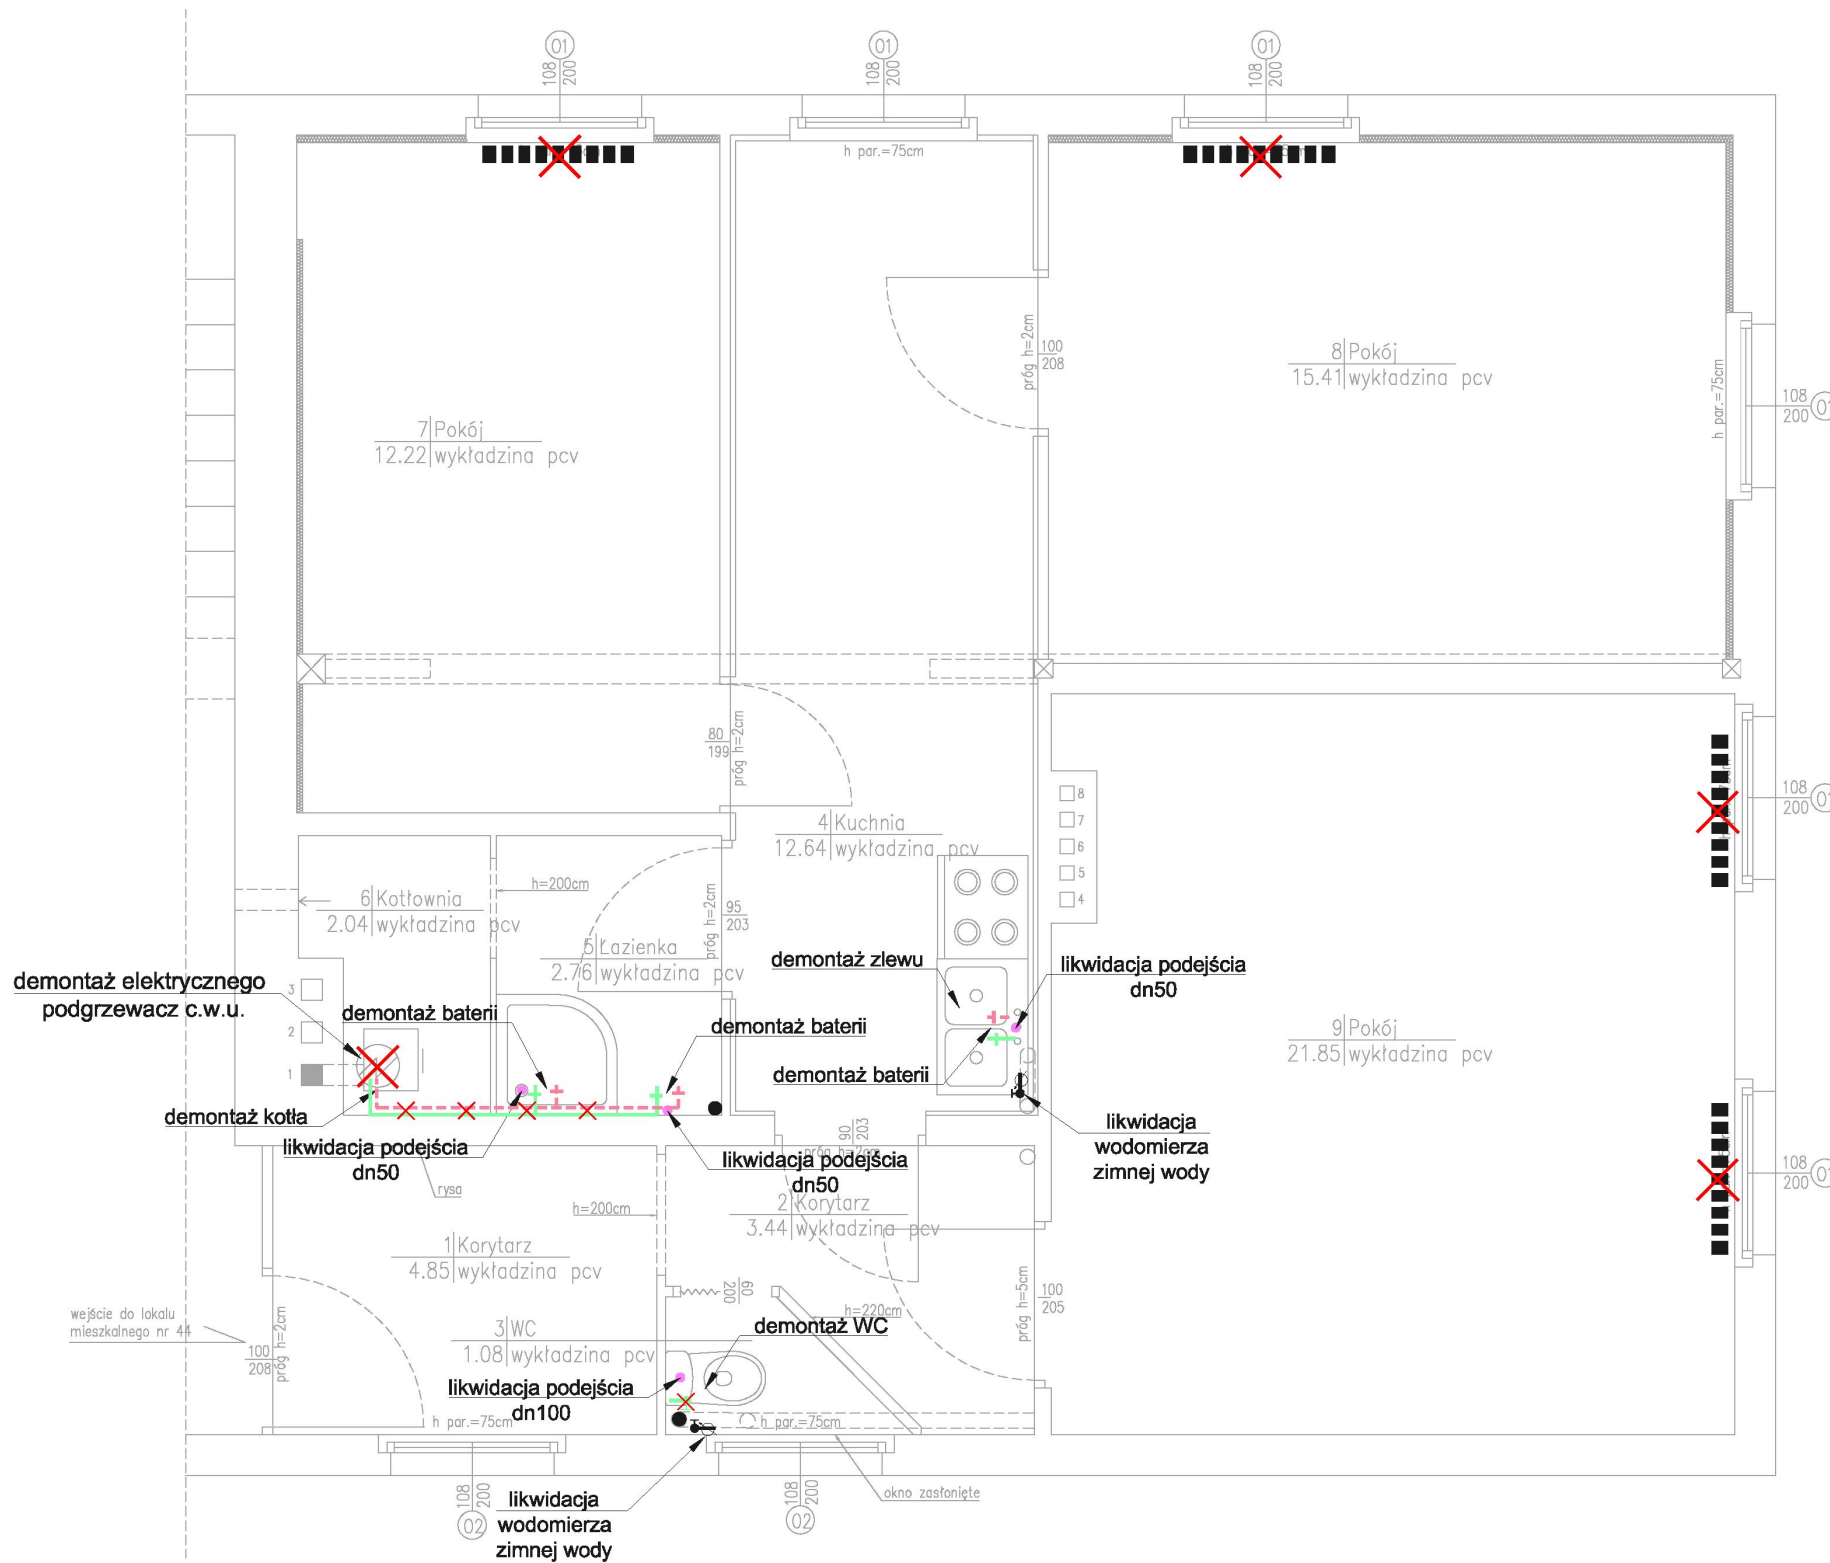 01
108
200
01
108
200
01
108
200
h par.=75cm
próg h=2cm
100
208
8 Pokój
15.41 wykładzina pcv
h par.=75cm
108
200
7 Pokój
12.22 wykładzina pcv
80
199
próg h=2cm
108
200
4 Kuchnia
12.64 wykładzina pcv
8
7
6
5
4
h=200cm
6 Kotłownia
2.04 wykładzina pcv
próg h=2cm
95
203
5 Łazienka
2.76 wykładzina pcv
demontaż zlewu
likwidacja podejścia
dn50
demontaż elektrycznego
podgrzewacz c.w.u.
3
2
1
demontaż baterii
demontaż baterii
demontaż baterii
9 Pokój
21.85 wykładzina pcv
demontaż kotła
likwidacja podejścia
dn50
likwidacja podejścia
dn50
90
203
próg h=2cm
likwidacja
wodomierza
zimnej wody
rysa
h=200cm
2 Korytarz
3.44 wykładzina pcv
108
200
1 Korytarz
4.85 wykładzina pcv
60
200
h=220cm
próg h=5cm
100
205
wejście do lokalu
mieszkalnego nr 44
100
208
próg h=2cm
3 WC
1.08 wykładzina pcv
demontaż WC
likwidacja podejścia
dn100
h par.=75cm
h par.=75cm
108
200
02
108
200
02
okno zasłonięte
likwidacja
wodomierza
zimnej wody